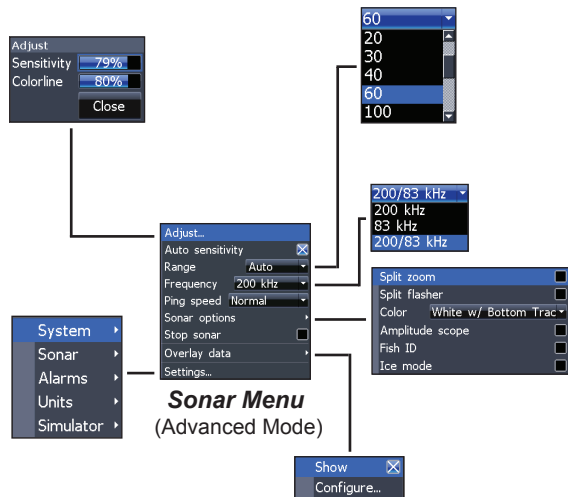 Adjust
Sensitivity 79%
Colorline 80%
Close
60
20
30
40
60
100
200/83 kHz
200 kHz
83 kHz
200/83 kHz
Adjust...
Auto sensitivity
Range Auto
Frequency 200 kHz
Ping speed Normal
Sonar options
Stop sonar
Overlay data
Settings...
Split zoom
Split flasher
Color White w/ Bottom Trac
Amplitude scope
Fish ID
Ice mode
System
Sonar
Alarms
Units
Simulator
Sonar Menu
(Advanced Mode)
Show
Configure...